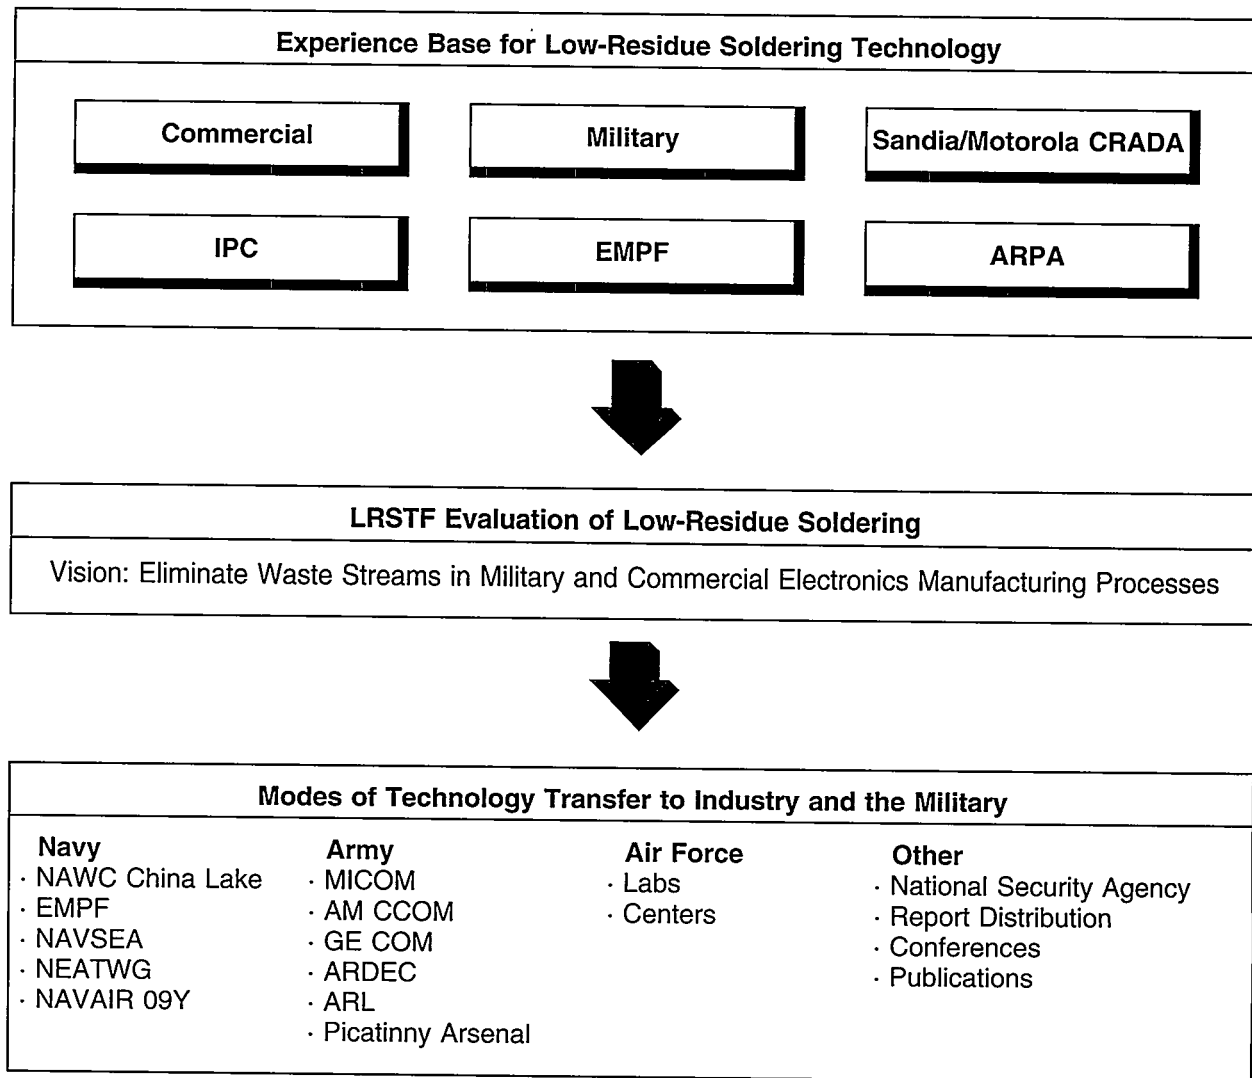 Experience Base for Low-Residue Soldering Technology
Commercial
Military
Sandia/Motorola CRADA
IPC
EMPF
ARPA
LRSTF Evaluation of Low-Residue Soldering
Vision: Eliminate Waste Streams in Military and Commercial Electronics Manufacturing Processes
Modes of Technology Transfer to Industry and the Military
Navy
· NAWC China Lake
· EMPF
· NAVSEA
· NEATWG
· NAVAIR 09Y
Army
· MICOM
· AM CCOM
· GE COM
· ARDEC
· ARL
· Picatinny Arsenal
Air Force
· Labs
· Centers
Other
· National Security Agency
· Report Distribution
· Conferences
· Publications